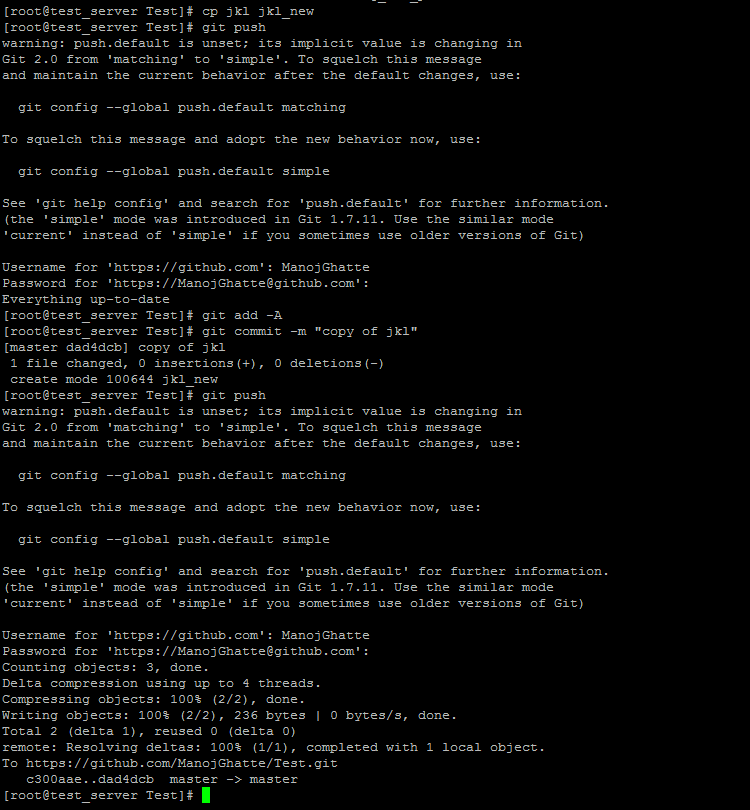 [root@test_server Test]# cp jkl jkl_new
[root@test_server Test]# git push
warning: push.default is unset; its implicit value is changing in
Git 2.0 from 'matching' to 'simple'. To squelch this message
and maintain the current behavior after the default changes, use:
  git config --global push.default matching
To squelch this message and adopt the new behavior now, use:
  git config --global push.default simple
See 'git help config' and search for 'push.default' for further information.
(the 'simple' mode was introduced in Git 1.7.11. Use the similar mode
'current' instead of 'simple' if you sometimes use older versions of Git)
Username for 'https://github.com': ManojGhatte
Password for 'https://ManojGhatte@github.com':
Everything up-to-date
[root@test_server Test]# git add -A
[root@test_server Test]# git commit -m "copy of jkl"
[master dad4dcb] copy of jkl
 1 file changed, 0 insertions(+), 0 deletions(-)
 create mode 100644 jkl_new
[root@test_server Test]# git push
warning: push.default is unset; its implicit value is changing in
Git 2.0 from 'matching' to 'simple'. To squelch this message
and maintain the current behavior after the default changes, use:
  git config --global push.default matching
To squelch this message and adopt the new behavior now, use:
  git config --global push.default simple
See 'git help config' and search for 'push.default' for further information.
(the 'simple' mode was introduced in Git 1.7.11. Use the similar mode
'current' instead of 'simple' if you sometimes use older versions of Git)
Username for 'https://github.com': ManojGhatte
Password for 'https://ManojGhatte@github.com':
Counting objects: 3, done.
Delta compression using up to 4 threads.
Compressing objects: 100% (2/2), done.
Writing objects: 100% (2/2), 236 bytes | 0 bytes/s, done.
Total 2 (delta 1), reused 0 (delta 0)
remote: Resolving deltas: 100% (1/1), completed with 1 local object.
To https://github.com/ManojGhatte/Test.git
   c300aae..dad4dcb  master -> master
[root@test_server Test]#